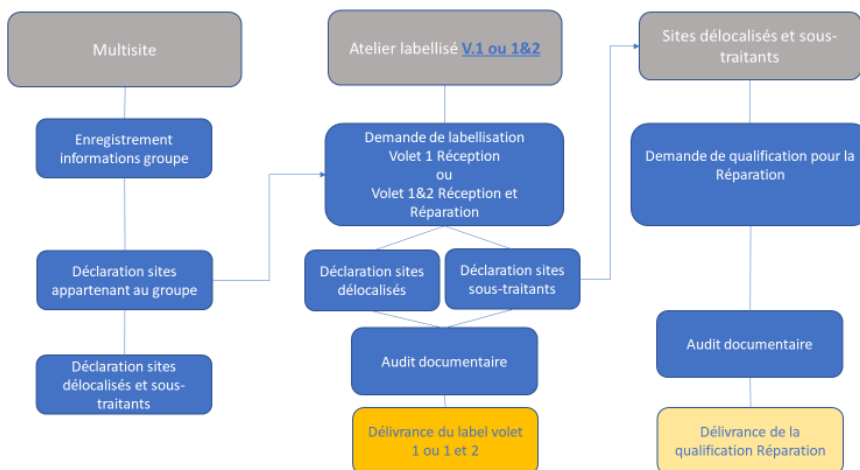 Multisite
Enregistrement
informations groupe
Déclaration sites
appartenant au groupe
Déclaration sites
délocalisés et sous-
traitants
Atelier labellisé V.1 ou 1&2
Demande de labellisation
Volet 1 Réception
ou
Volet 1&2 Réception et
Réparation
Déclaration sites
délocalisés
Déclaration sites
sous-traitants
Audit documentaire
Délivrance du label volet
1 ou 1 et 2
Sites délocalisés et sous-
traitants
Demande de qualification pour la
Réparation
Audit documentaire
Délivrance de la
qualification Réparation